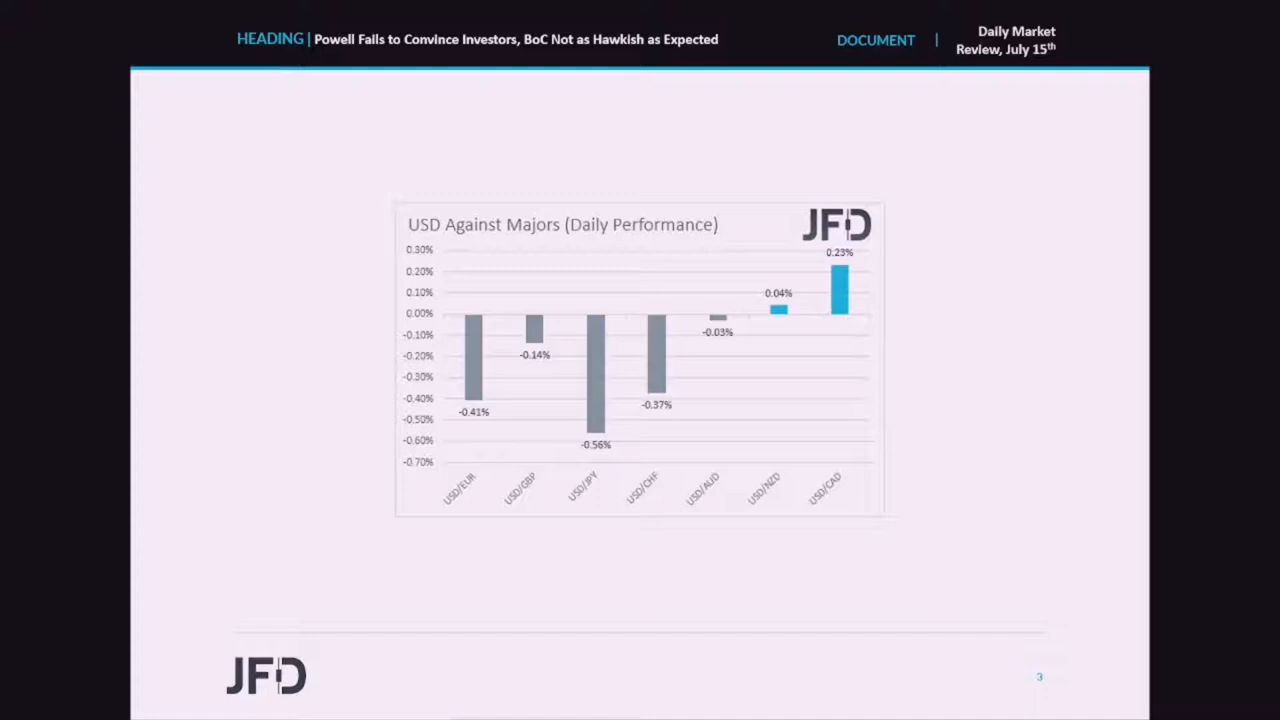 HEADING | Powell Fails to Convince Investors, BoC Not as Hawkish as Expected
DOCUMENT | Daily Market
Review, July 15th
USD Against Majors (Daily Performance)
JFD
0.30%
0.20%
0.10%
0.00%
-0.10%
-0.20%
-0.30%
-0.40%
-0.50%
-0.60%
-0.70%
-0.41%
-0.14%
-0.56%
-0.37%
-0.03%
0.04%
0.23%
USD/EUR
USD/GBP
USD/JPY
USD/CHF
USD/AUD
USD/NZD
USD/CAD
JFD
3